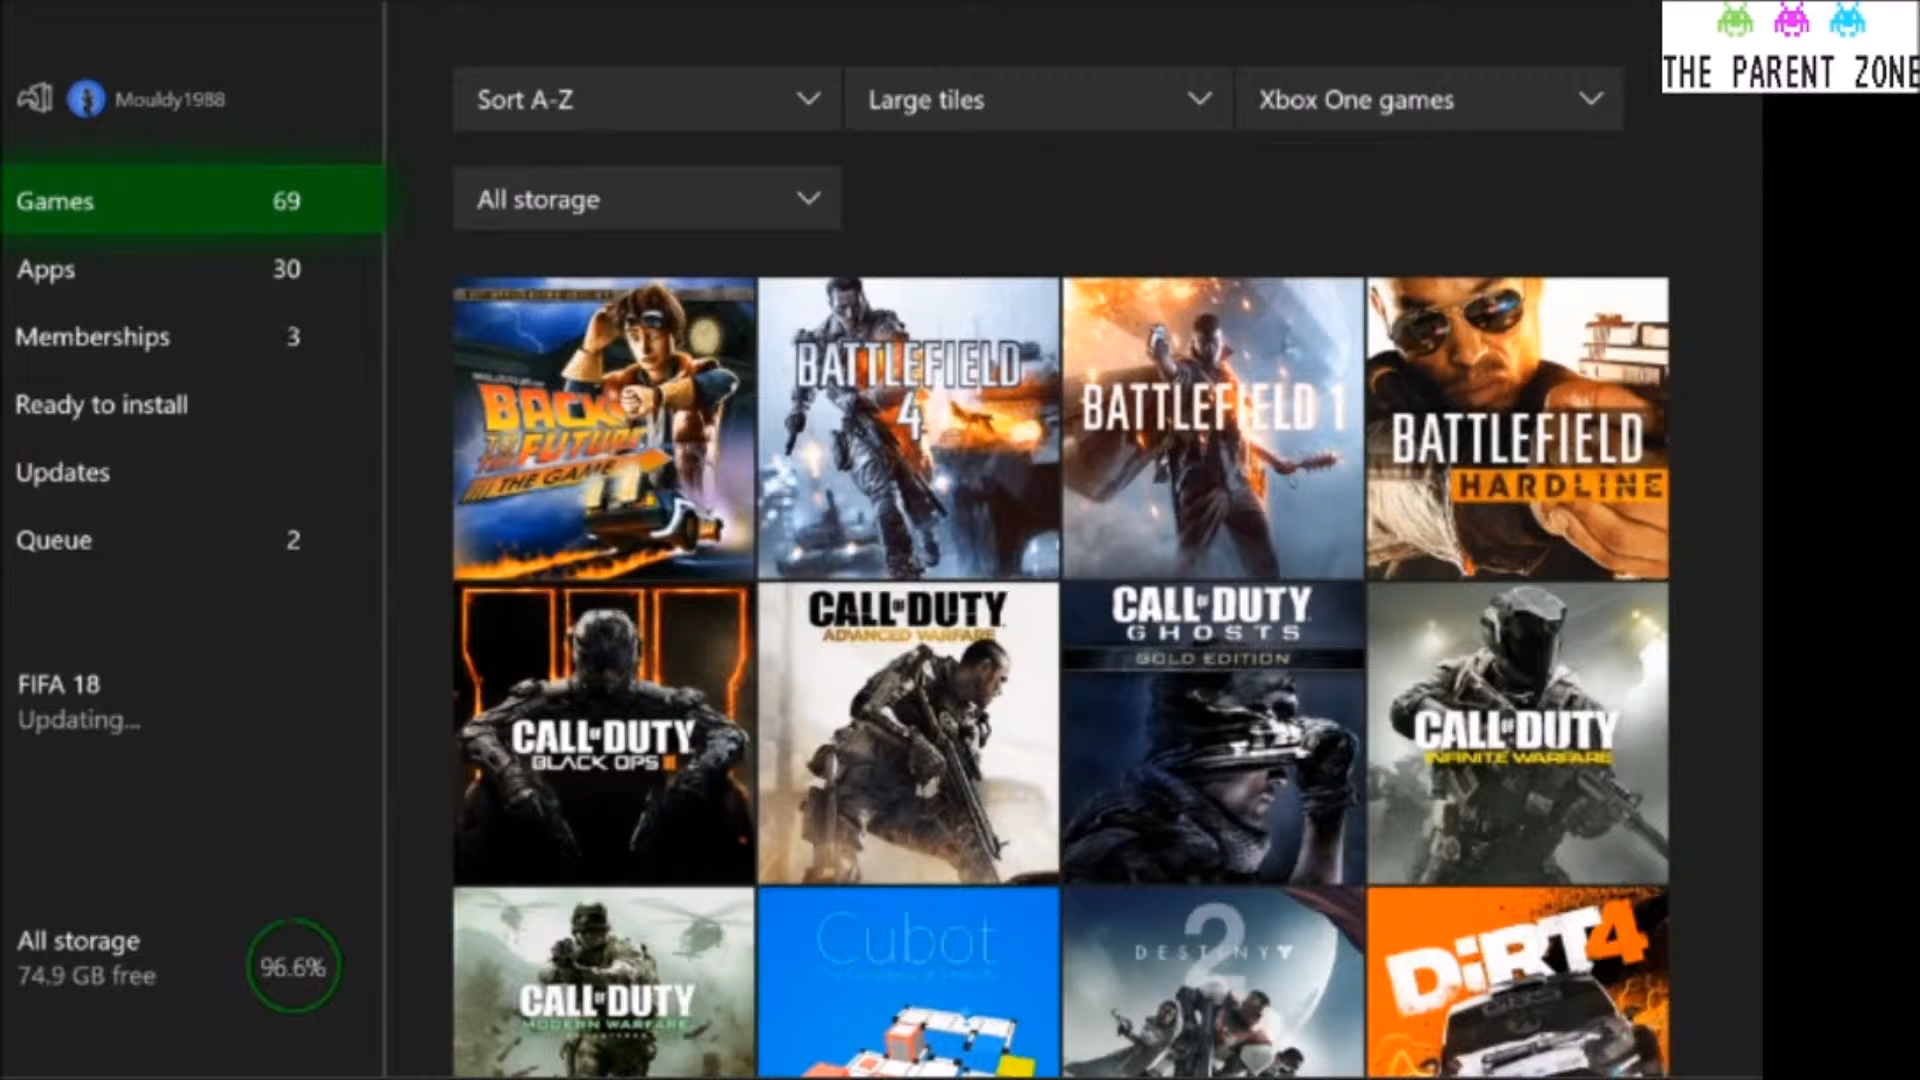 THE PARENT ZONE
Mouldy1988
Sort A-Z
Large tiles
Xbox One games
All storage
Games 69
Apps 30
Memberships 3
Ready to install
Updates
Queue 2
FIFA 18
Updating...
All storage
74.9 GB free
96.6%
BACK
TO THE FUTURE
THE GAME
BATTLEFIELD
4
BATTLEFIELD 1
BATTLEFIELD
HARDLINE
CALL OF DUTY
BLACK OPS III
CALL OF DUTY
ADVANCED WARFARE
CALL OF DUTY
GHOSTS
GOLD EDITION
CALL OF DUTY
INFINITE WARFARE
CALL OF DUTY
MODERN WARFARE
Cubot
DESTINY
2
DiRT4